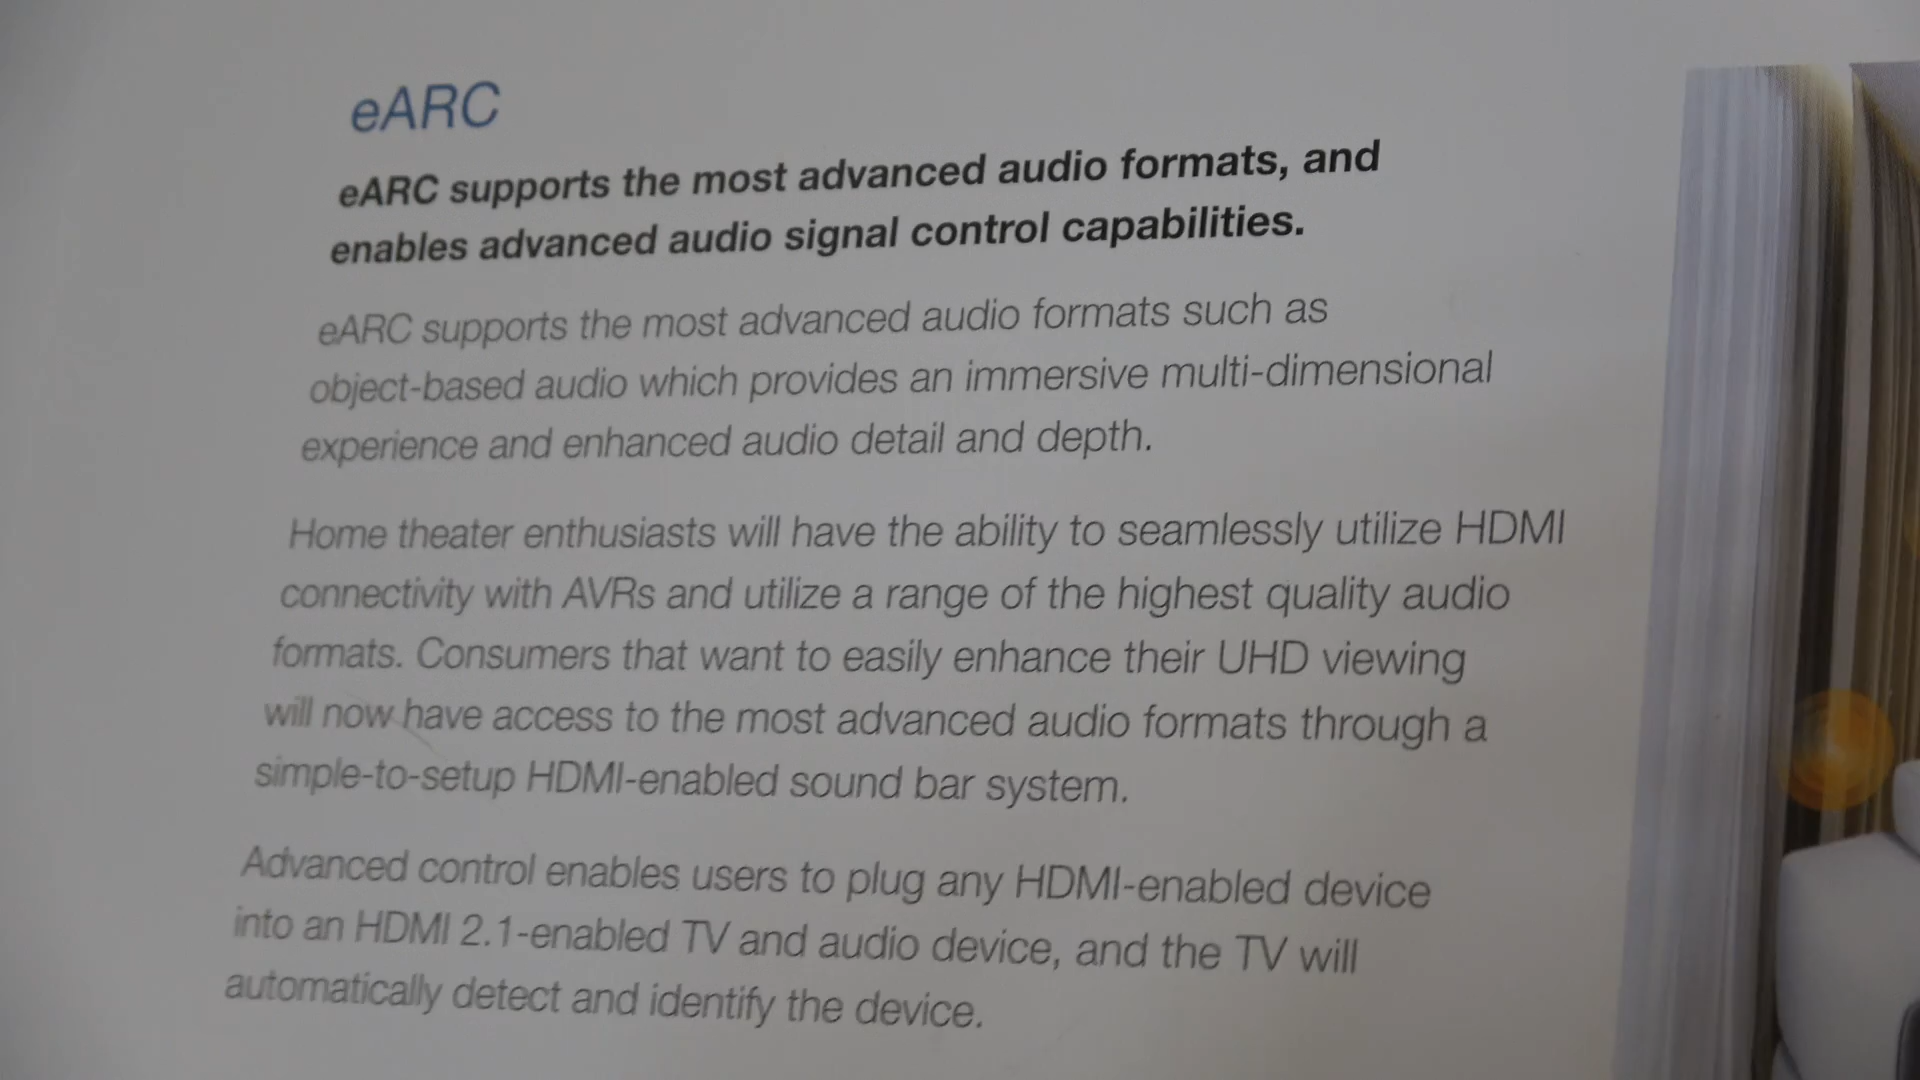 eARC
eARC supports the most advanced audio formats, and
enables advanced audio signal control capabilities.
eARC supports the most advanced audio formats such as
object-based audio which provides an immersive multi-dimensional
experience and enhanced audio detail and depth.
Home theater enthusiasts will have the ability to seamlessly utilize HDMI
connectivity with AVRs and utilize a range of the highest quality audio
formats. Consumers that want to easily enhance their UHD viewing
will now have access to the most advanced audio formats through a
simple-to-setup HDMI-enabled sound bar system.
Advanced control enables users to plug any HDMI-enabled device
into an HDMI 2.1-enabled TV and audio device, and the TV will
automatically detect and identify the device.